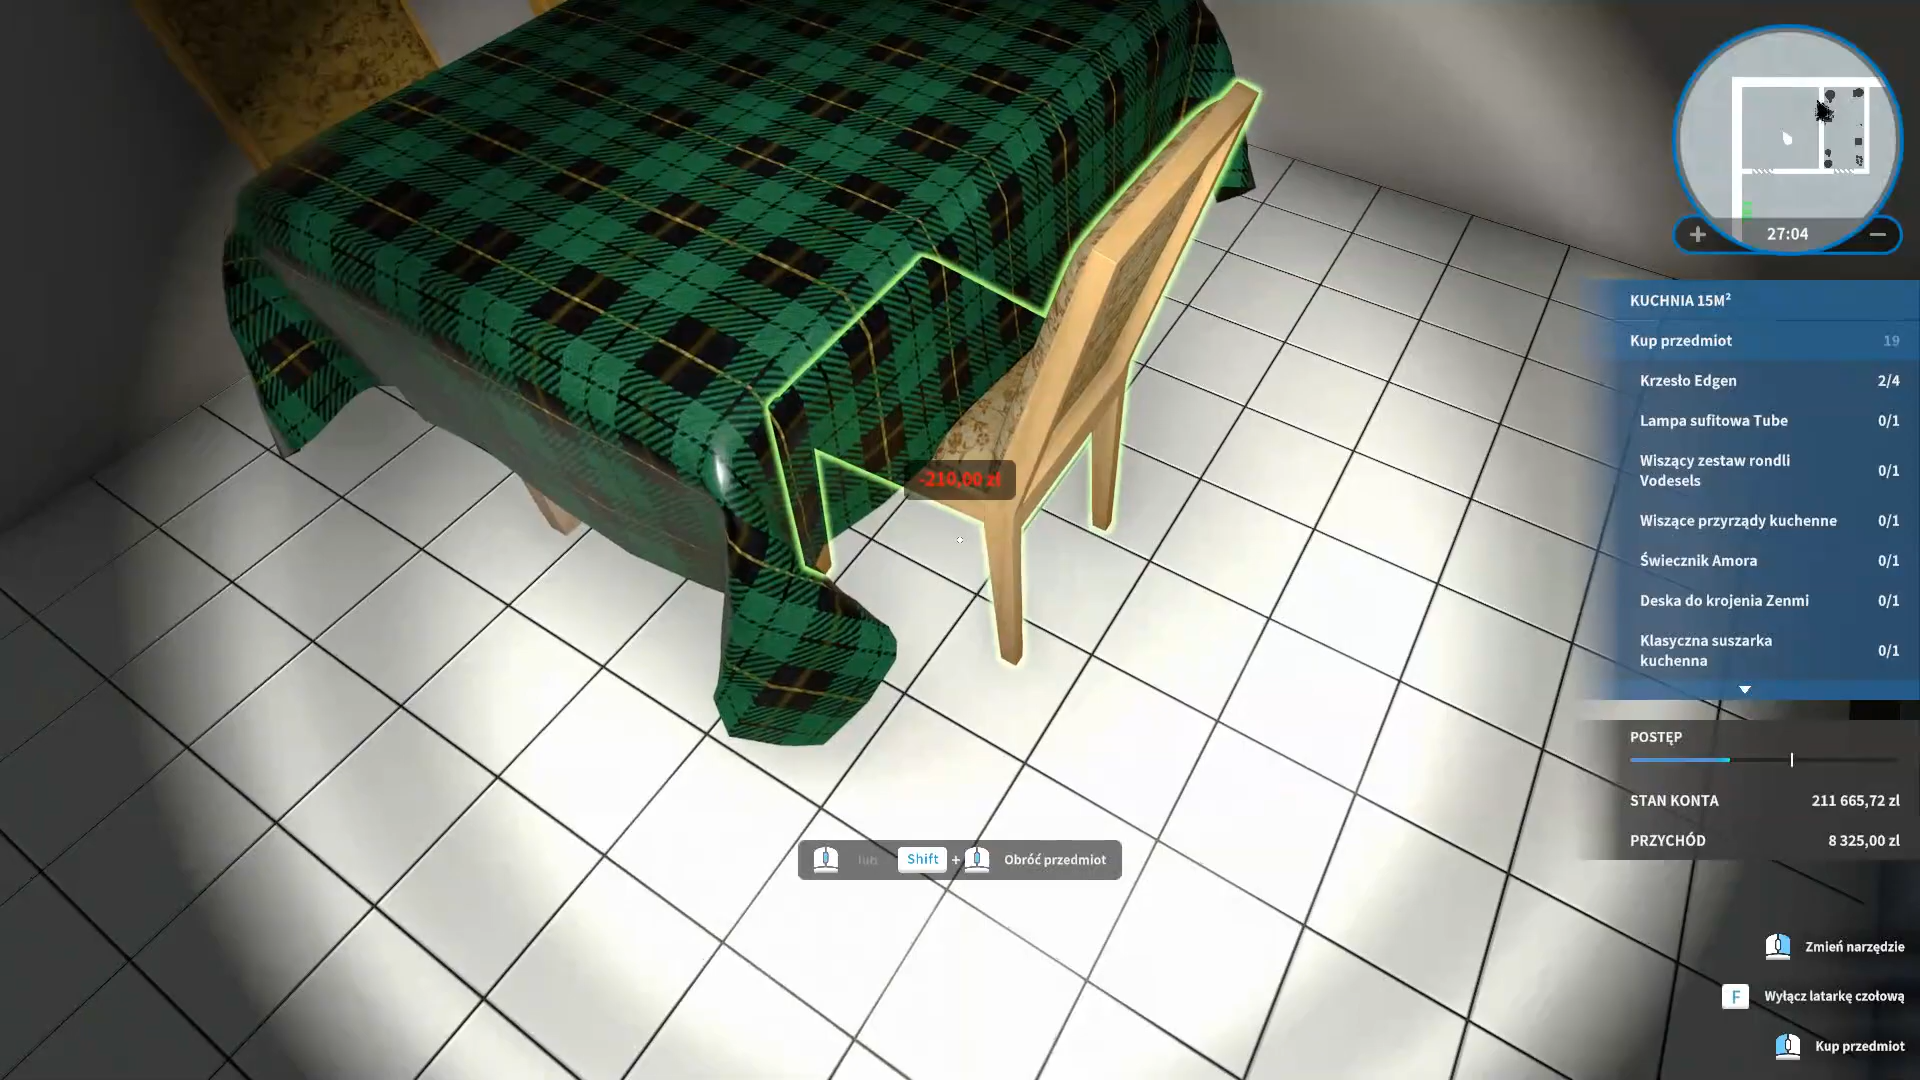 27:04
KUCHNIA 15M²
Kup przedmiot 19
Krzesło Edgen 2/4
Lampa sufitowa Tube 0/1
Wiszący zestaw rondli
Vodesels 0/1
Wiszące przyrządy kuchenne 0/1
Świecznik Amora 0/1
Deska do krojenia Zenmi 0/1
Klasyczna suszarka
kuchenna 0/1
-210,00 zł
POSTĘP
STAN KONTA 211 665,72 zł
PRZYCHÓD 8 325,00 zł
lub Shift + Obróć przedmiot
Zmień narzędzie
F Wyłącz latarkę czołową
Kup przedmiot